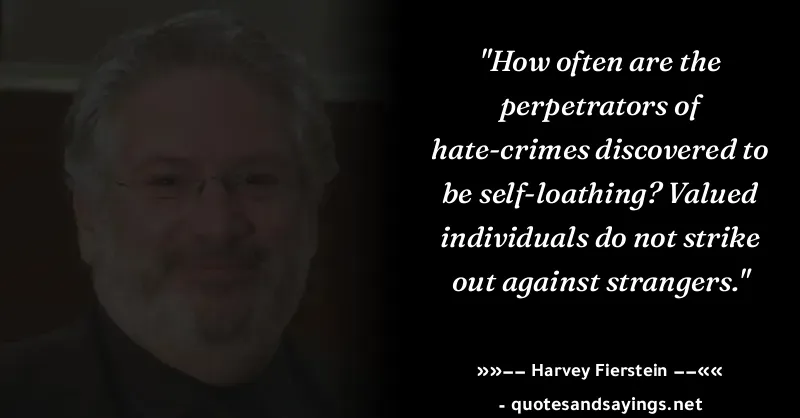 "How often are the
perpetrators of
hate-crimes discovered to
be self-loathing? Valued
individuals do not strike
out against strangers."
»»–– Harvey Fierstein ––««
- quotesandsayings.net